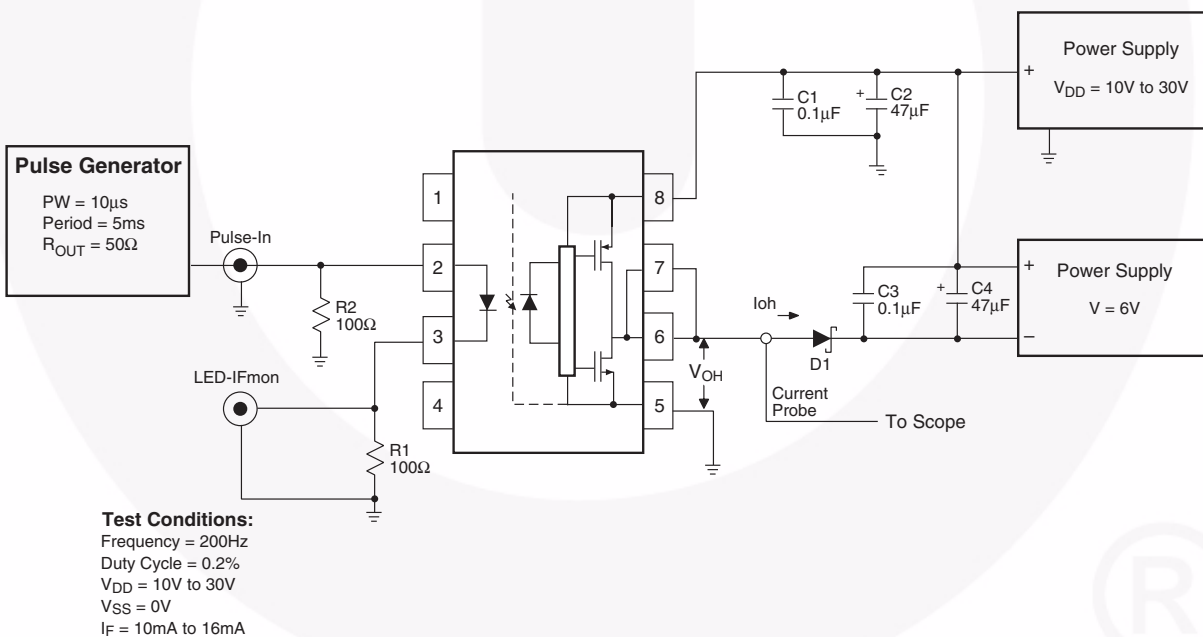 Power Supply
VDD = 10V to 30V
+
C1
0.1μF
+
C2
47μF
Pulse Generator
PW = 10μs
Period = 5ms
ROUT = 50Ω
Pulse-In
R2
100Ω
LED-IFmon
R1
100Ω
1
2
3
4
8
7
6
5
VOH
Ioh
D1
Current
Probe
To Scope
C3
0.1μF
+
C4
47μF
+
Power Supply
V = 6V
–
Test Conditions:
Frequency = 200Hz
Duty Cycle = 0.2%
VDD = 10V to 30V
VSS = 0V
IF = 10mA to 16mA
®